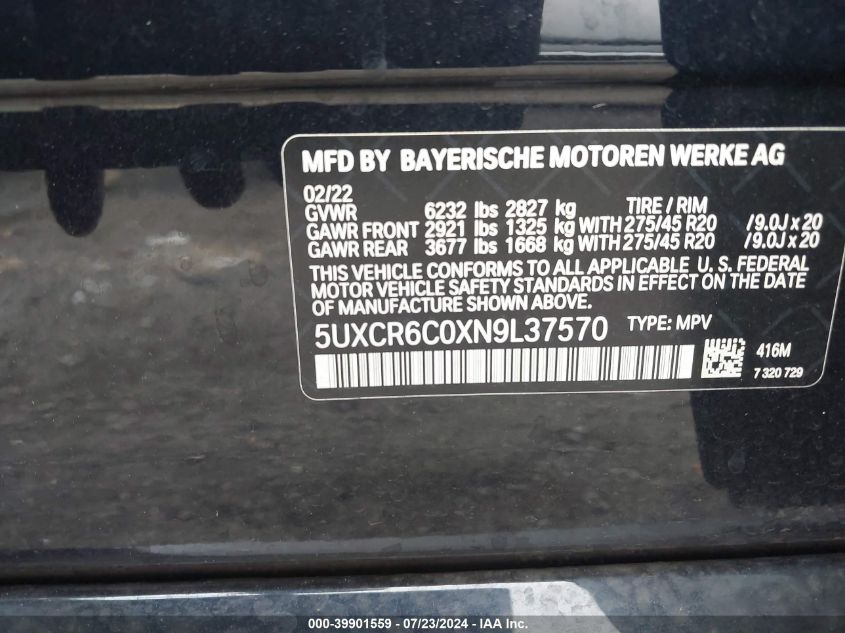 MFD BY BAYERISCHE MOTOREN WERKE AG
02/22
GVWR 6232 lbs 2827 kg TIRE / RIM
GAWR FRONT 2921 lbs 1325 kg WITH 275/45 R20 /9.0J x 20
GAWR REAR 3677 lbs 1668 kg WITH 275/45 R20 /9.0J x 20
THIS VEHICLE CONFORMS TO ALL APPLICABLE U. S. FEDERAL
MOTOR VEHICLE SAFETY STANDARDS IN EFFECT ON THE DATE
OF MANUFACTURE SHOWN ABOVE.
5UXCR6C0XN9L37570 TYPE: MPV
416M
7 320 729
000-39901559 / 07/23/2024 - IAA, Inc.